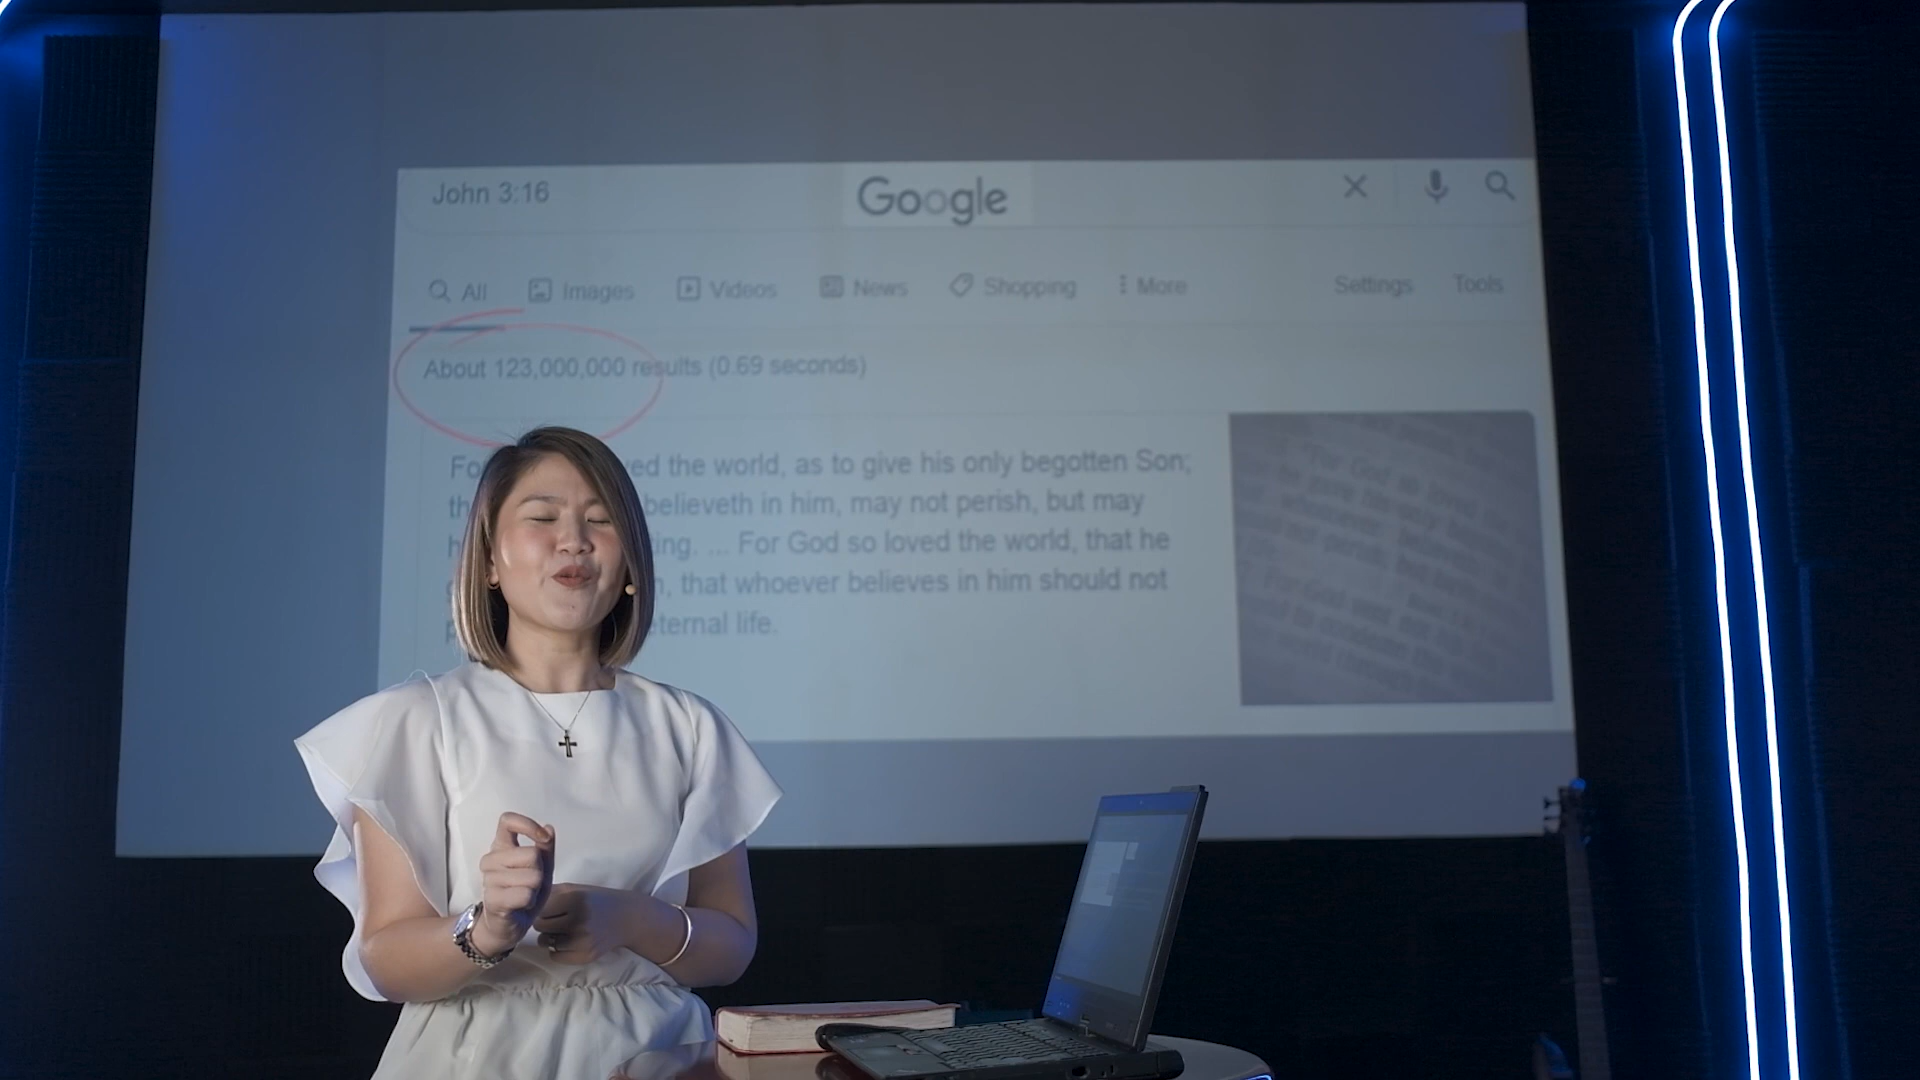 John 3:16
Google
All Images Videos News Shopping More Settings Tools
About 123,000,000 results (0.69 seconds)
the world, as to give his only begotten Son;
believeth in him, may not perish, but may
... For God so loved the world, that he
that whoever believes in him should not
eternal life.